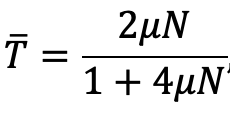 T̄ = 2μN / 1 + 4μN,